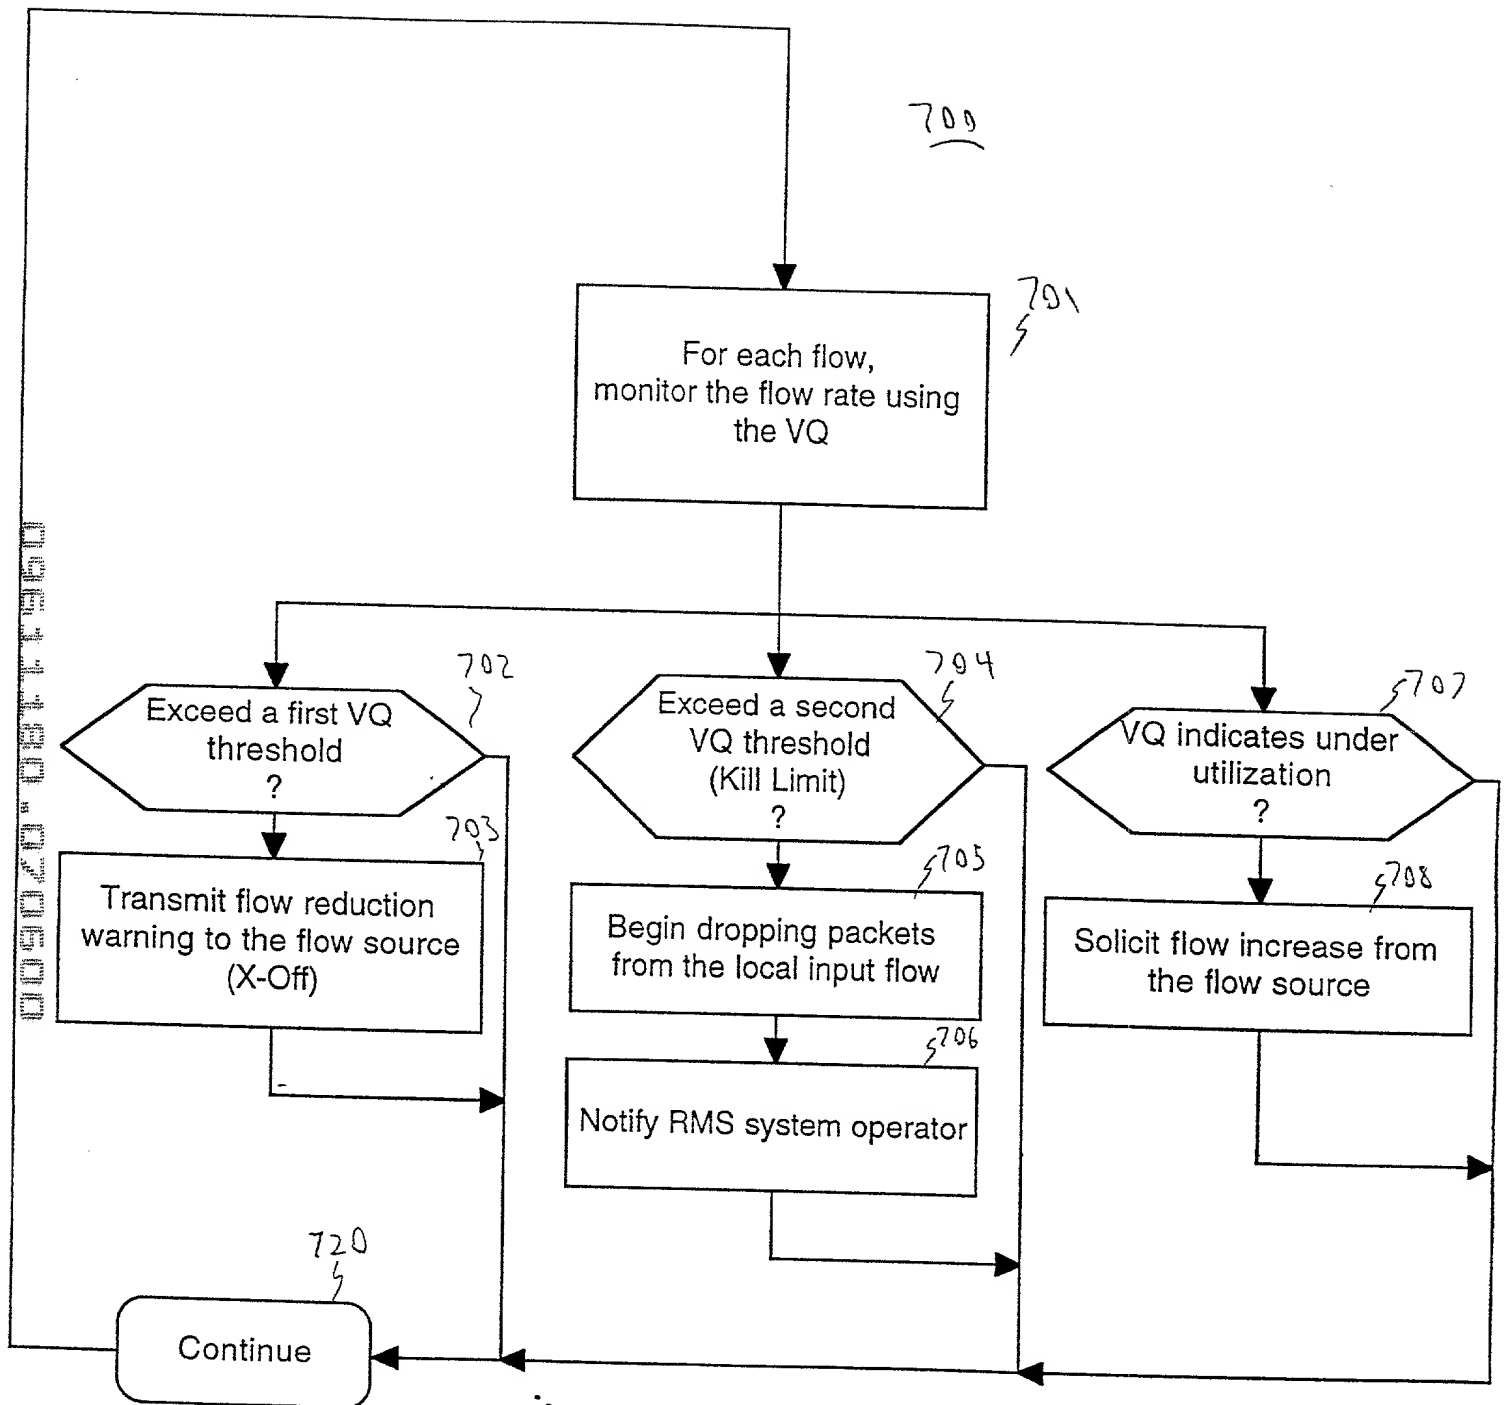 700
701
For each flow,
monitor the flow rate using
the VQ
702
Exceed a first VQ
threshold
?
703
Transmit flow reduction
warning to the flow source
(X-Off)
704
Exceed a second
VQ threshold
(Kill Limit)
?
705
Begin dropping packets
from the local input flow
706
Notify RMS system operator
707
VQ indicates under
utilization
?
708
Solicit flow increase from
the flow source
720
Continue
09611180.070600